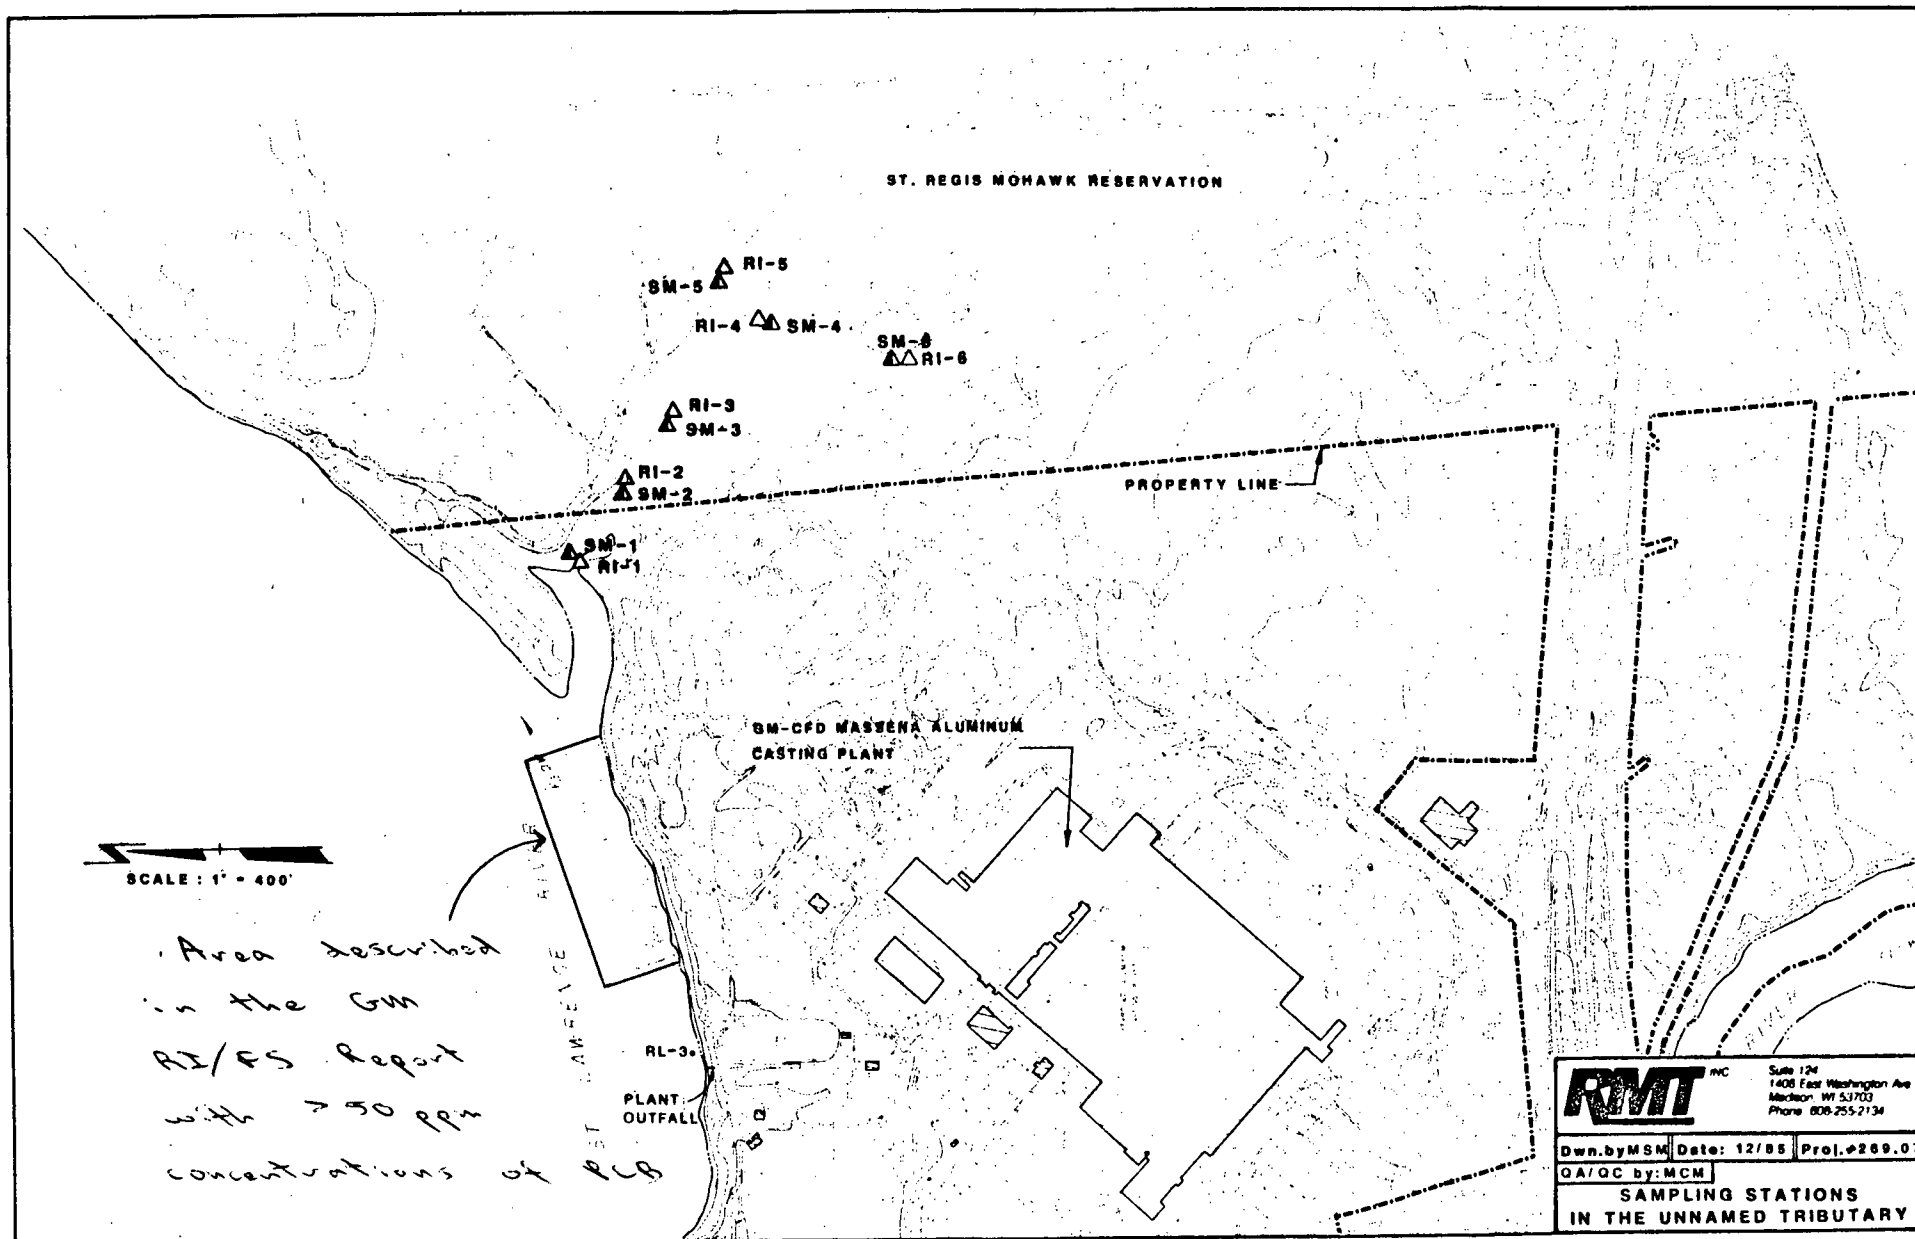 ST. REGIS MOHAWK RESERVATION
RI-5
SM-5
RI-4
SM-4
RI-6
RI-3
SM-3
RI-2
SM-2
PROPERTY LINE
SM-1
RI-1
GM-CFD MASSENA ALUMINUM
CASTING PLANT
SCALE : 1" = 400'
Area described
in the GM
RI/FS Report
with > 50 ppm
concentrations of PCB
ST LAWRENCE RIVER
RL-3
PLANT
OUTFALL
RMT INC
Suite 124
1406 East Washington Ave
Madison, WI 53703
Phone 608-255-2134
Dwn.by MSM Date: 12/85 Proj.#269.07
QA/QC by: MCM
SAMPLING STATIONS
IN THE UNNAMED TRIBUTARY